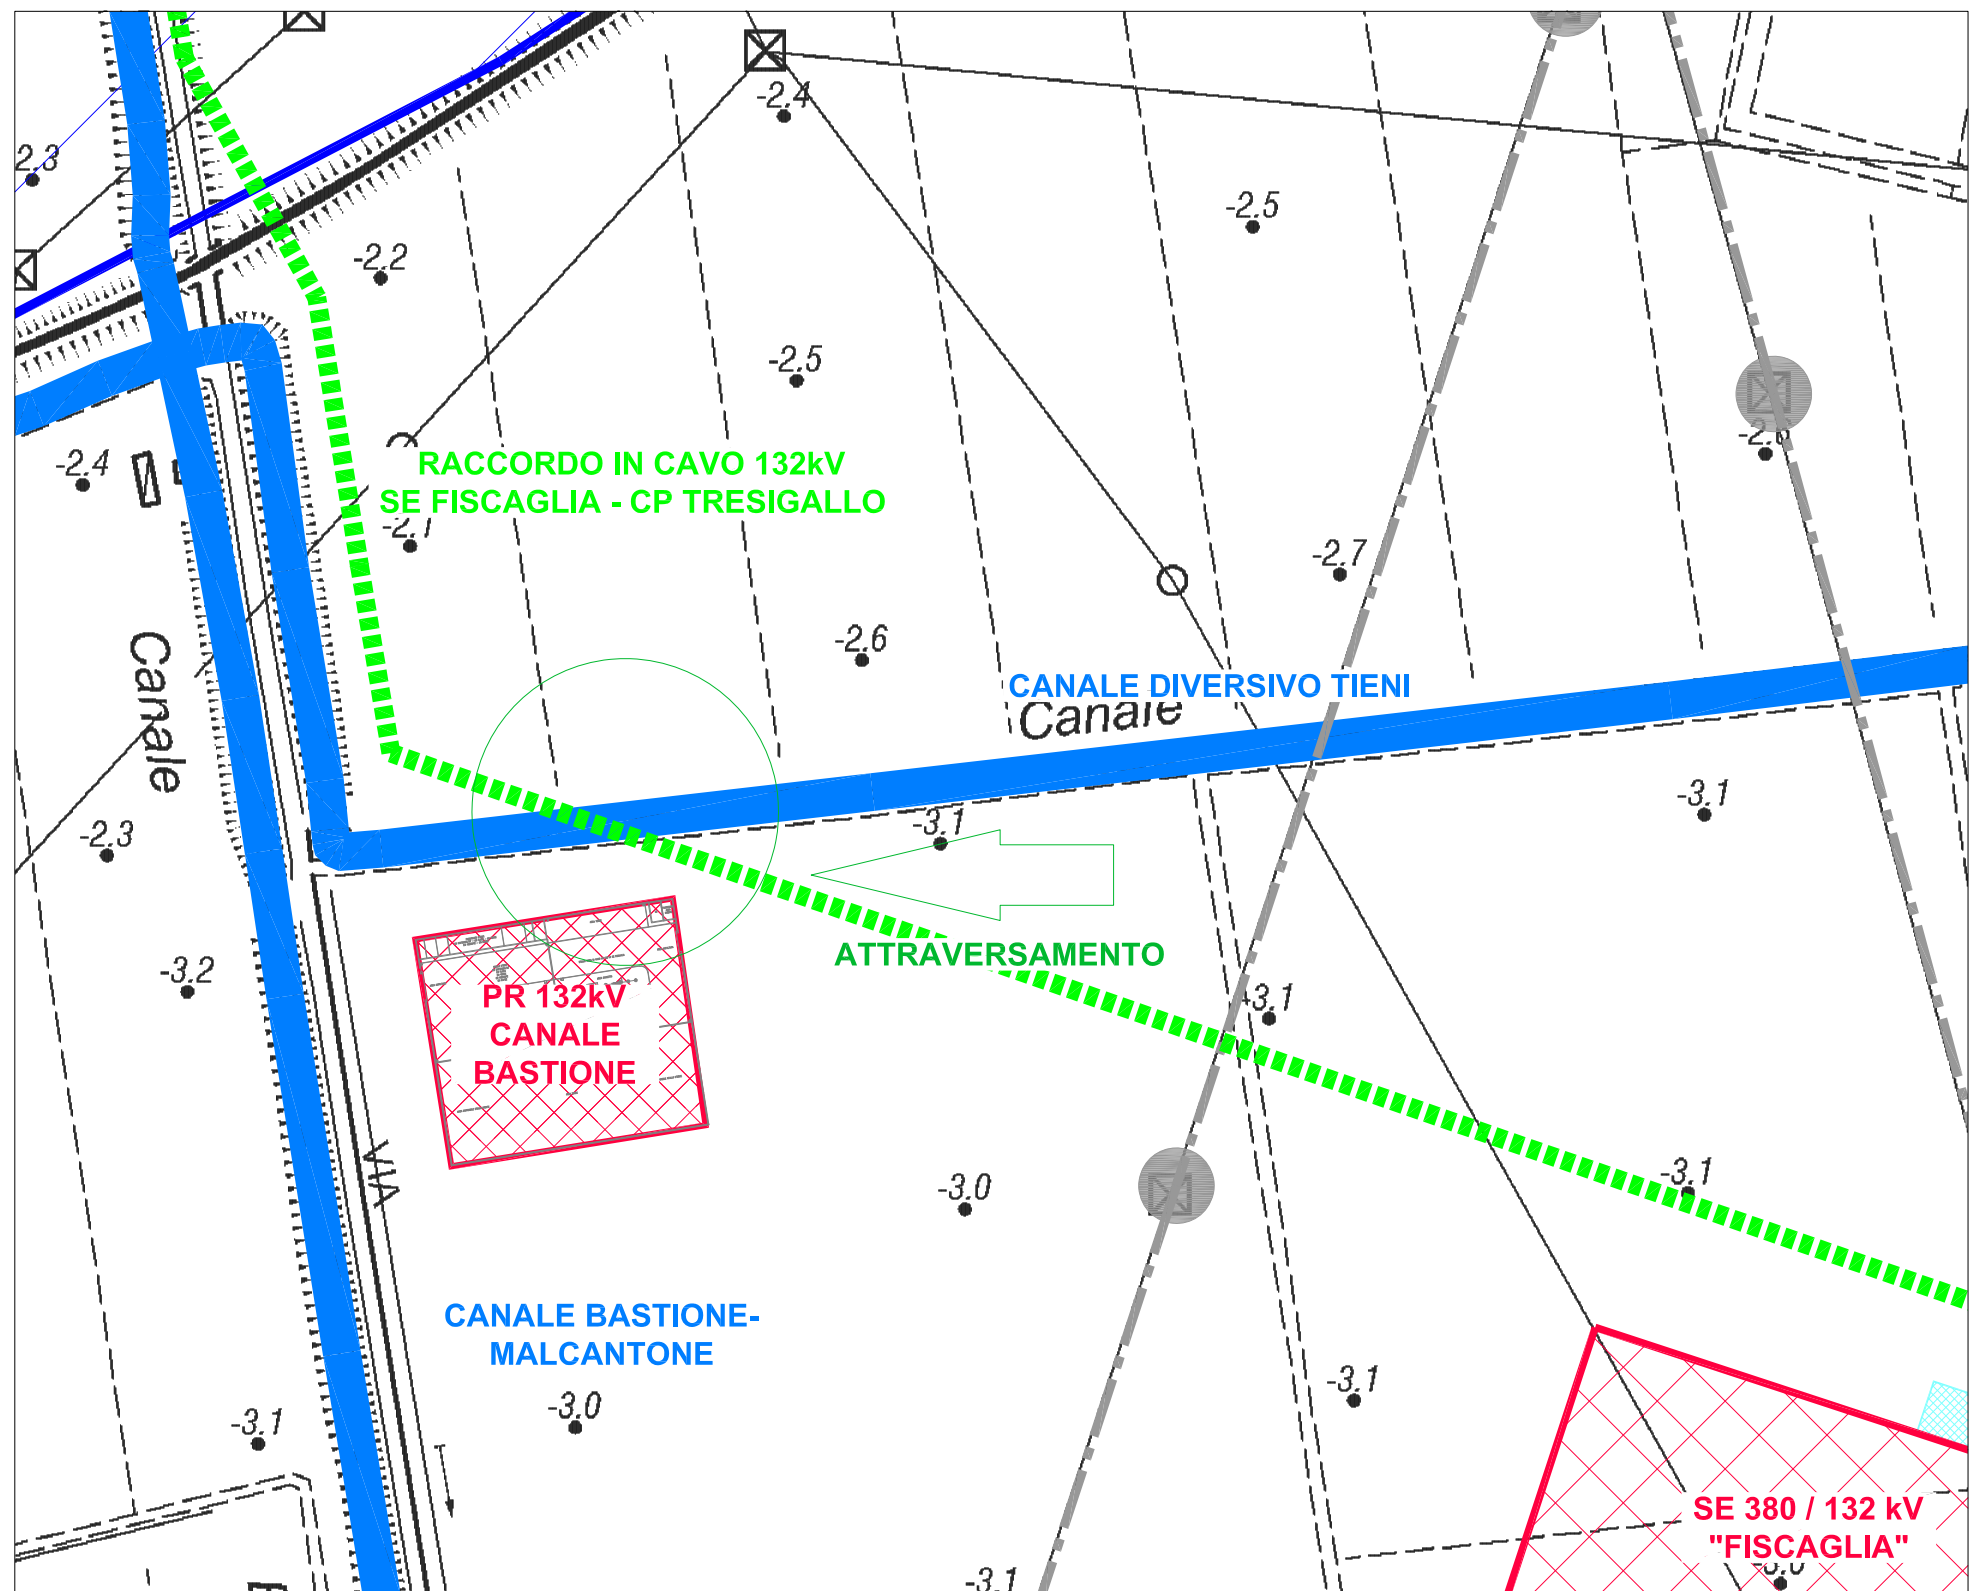 -2.4
2.3
-2.5
-2.2
-2.5
-2.4
RACCORDO IN CAVO 132kV
SE FISCAGLIA - CP TRESIGALLO
-2.1
-2.7
-2.6
Canale
CANALE DIVERSIVO TIENI
Canale
-3.1
-3.1
-2.3
ATTRAVERSAMENTO
-3.2
PR 132kV
CANALE
BASTIONE
-3.1
VIA
-3.0
-3.1
CANALE BASTIONE-
MALCANTONE
-3.1
-3.0
-3.1
SE 380 / 132 kV
"FISCAGLIA"
-3.1